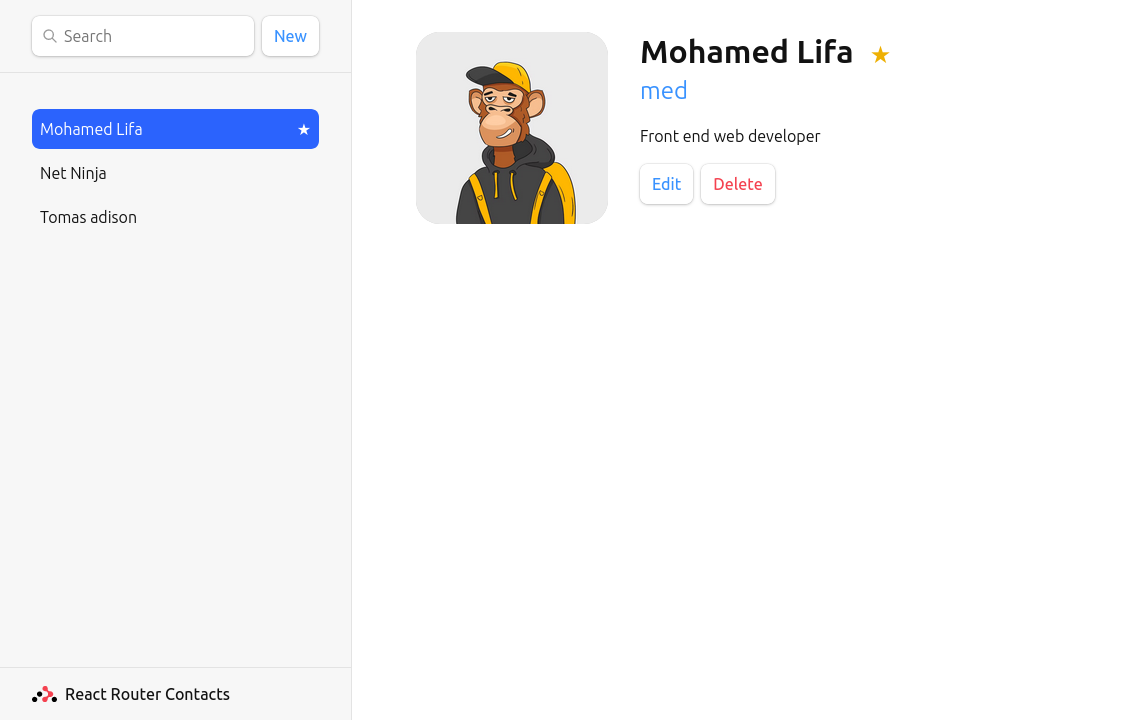 Search
New
Mohamed Lifa ★
Net Ninja
Tomas adison
React Router Contacts
Mohamed Lifa ★
med
Front end web developer
Edit
Delete